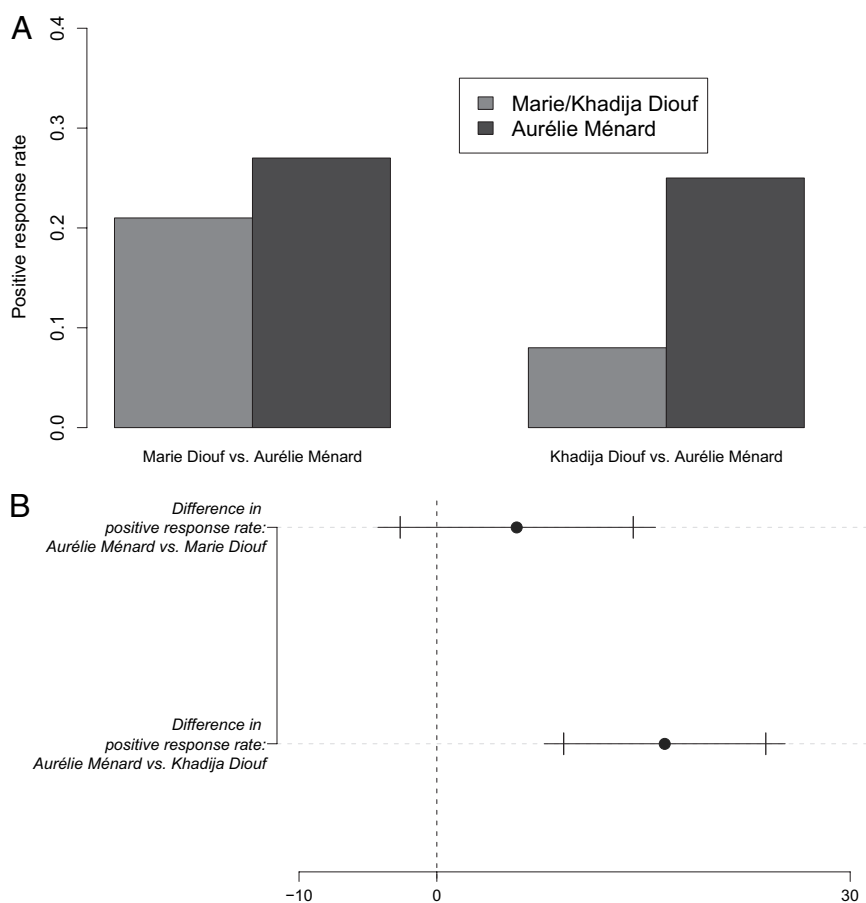 A
Positive response rate
0.4
0.3
0.2
0.1
0.0
Marie/Khadija Diouf
Aurélie Ménard
Marie Diouf vs. Aurélie Ménard
Khadija Diouf vs. Aurélie Ménard
B
Difference in
positive response rate:
Aurélie Ménard vs. Marie Diouf
Difference in
positive response rate:
Aurélie Ménard vs. Khadija Diouf
−10
0
30